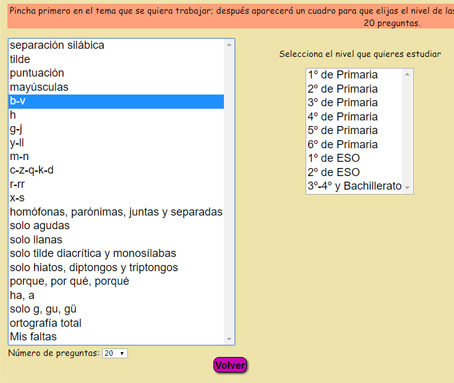 Pincha primero en el tema que se quiera trabajar; después aparecerá un cuadro para que elijas el nivel de las
20 preguntas.
separación silábica
tilde
puntuación
mayúsculas
b-v
h
g-j
y-ll
m-n
c-z-q-k-d
r-rr
x-s
homófonas, parónimas, juntas y separadas
solo agudas
solo llanas
solo tilde diacrítica y monosílabas
solo hiatos, diptongos y triptongos
porque, por qué, porqué
ha, a
solo g, gu, gü
ortografía total
Mis faltas
Número de preguntas: 20
Selecciona el nivel que quieres estudiar
1º de Primaria
2º de Primaria
3º de Primaria
4º de Primaria
5º de Primaria
6º de Primaria
1º de ESO
2º de ESO
3º-4º y Bachillerato
Volver